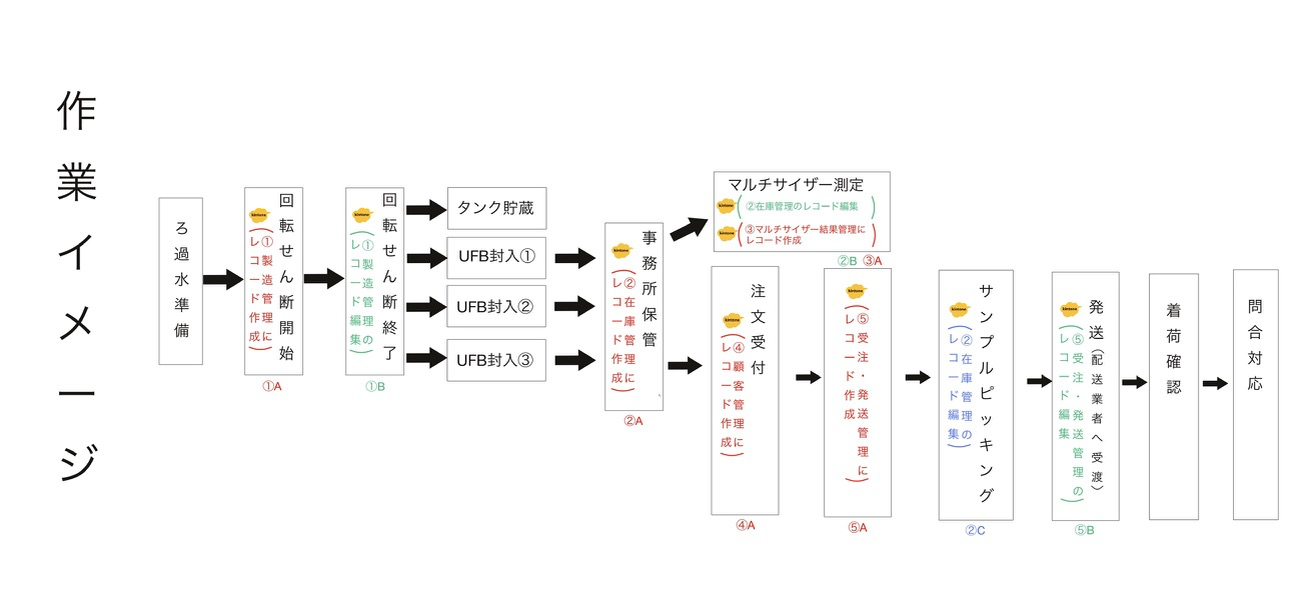 作業イメージ
ろ過水準備
回転せん断開始
kintone
(①製造管理に
レコード作成)
①A
回転せん断終了
kintone
(①製造管理の
レコード編集)
①B
タンク貯蔵
UFB封入①
UFB封入②
UFB封入③
事務所保管
kintone
(②在庫管理に
レコード作成)
②A
マルチサイザー測定
kintone
(②在庫管理のレコード編集)
kintone
(③マルチサイザー結果管理に
レコード作成)
②B ③A
注文受付
kintone
(④顧客管理に
レコード作成)
④A
kintone
(⑤受注・発送管理に
レコード作成)
⑤A
サンプルピッキング
kintone
(②在庫管理の
レコード編集)
②C
発送(配送業者へ受渡)
kintone
(⑤受注・発送管理の
レコード編集)
⑤B
着荷確認
問合対応